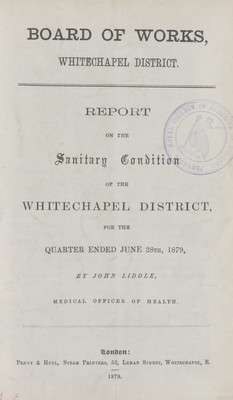 BOARD OF WORKS,
WHITECHAPEL DISTRICT.
REPORT
ON THE
Sanitary Condition
OF THE
WHITECHAPEL DISTRICT,
FOR THE
QUARTER ENDED JUNE 28TH, 1879,
BY JOHN LIDDLE,
MEDICAL OFFICER OF HEALTH.
London:
PENNY & HULL, STEAM PRINTERS, 53, LEMAN STREET, WHITECHAPEL, E.
1879.